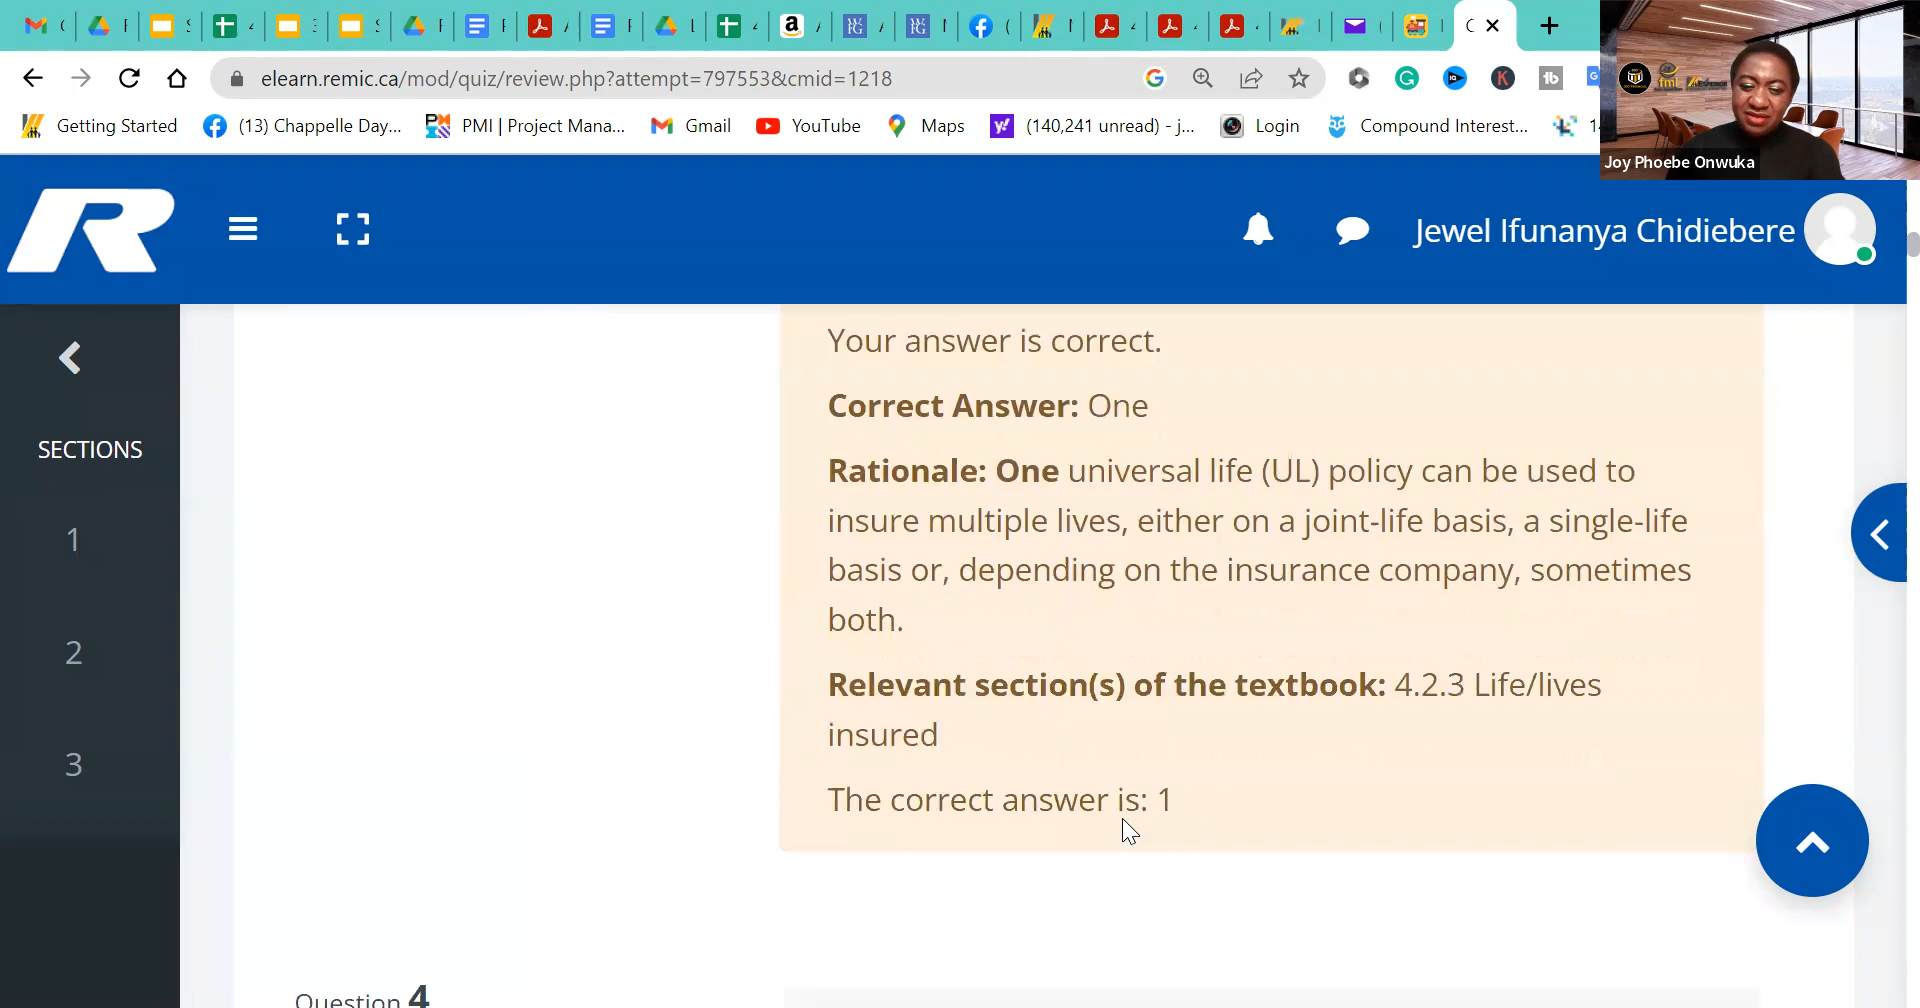 elearn.remic.ca/mod/quiz/review.php?attempt=797553&cmid=1218
Getting Started
(13) Chappelle Day...
PMI | Project Mana...
Gmail
YouTube
Maps
(140,241 unread) - j...
Login
Compound Interest...
Joy Phoebe Onwuka
Jewel Ifunanya Chidiebere
SECTIONS
1
2
3
Your answer is correct.
Correct Answer: One
Rationale: One universal life (UL) policy can be used to
insure multiple lives, either on a joint-life basis, a single-life
basis or, depending on the insurance company, sometimes
both.
Relevant section(s) of the textbook: 4.2.3 Life/lives
insured
The correct answer is: 1
Question 4